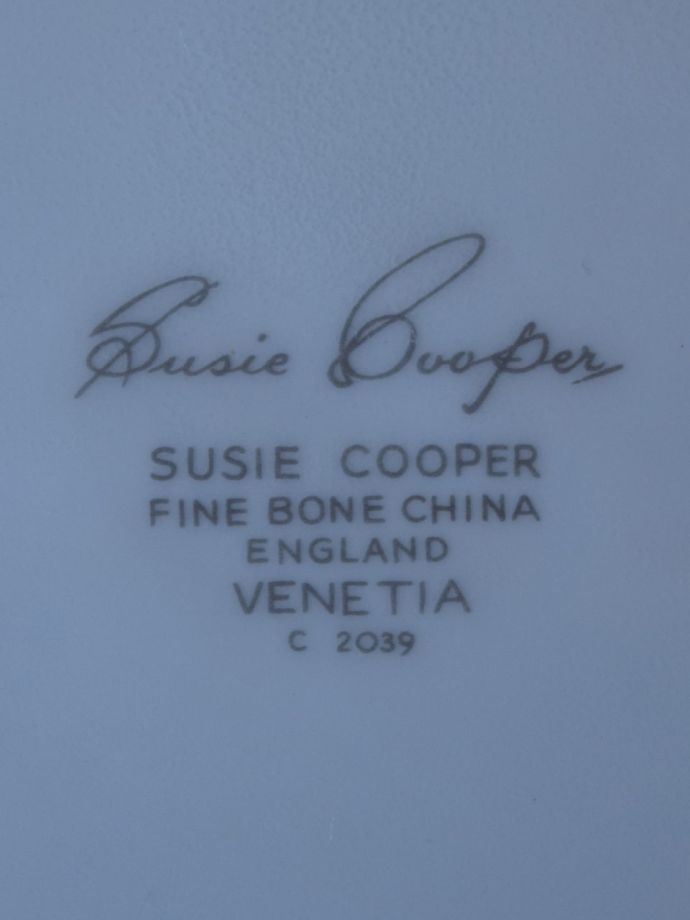 Susie Cooper
SUSIE COOPER
FINE BONE CHINA
ENGLAND
VENETIA
C 2039